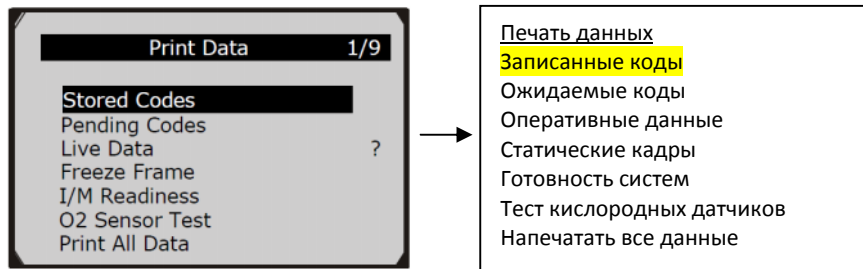 Print Data 1/9
Stored Codes
Pending Codes
Live Data ?
Freeze Frame
I/M Readiness
O2 Sensor Test
Print All Data
Печать данных
Записанные коды
Ожидаемые коды
Оперативные данные
Статические кадры
Готовность систем
Тест кислородных датчиков
Напечатать все данные